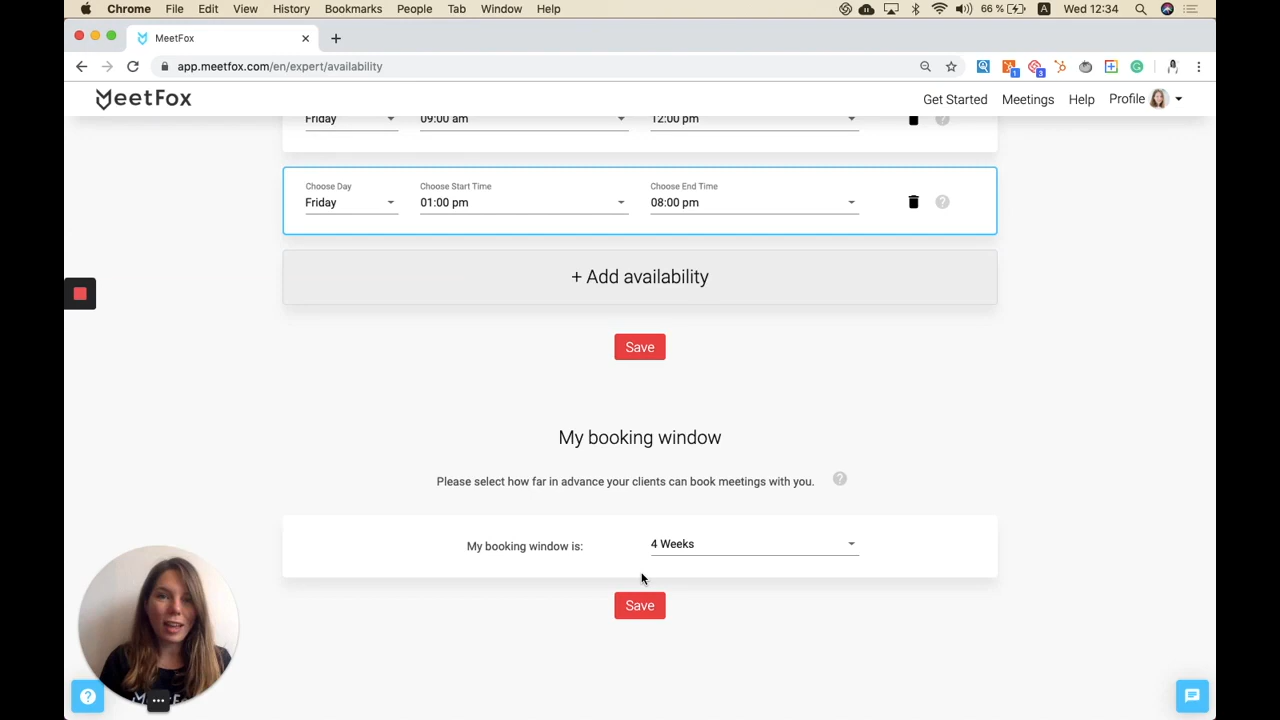 Chrome File Edit View History Bookmarks People Tab Window Help 66 % A Wed 12:34
MeetFox
app.meetfox.com/en/expert/availability 1 3
MeetFox Get Started Meetings Help Profile
Friday 09:00 am 12:00 pm ?
Choose Day Choose Start Time Choose End Time
Friday 01:00 pm 08:00 pm ?
+ Add availability
Save
My booking window
Please select how far in advance your clients can book meetings with you. ?
My booking window is: 4 Weeks
Save
?